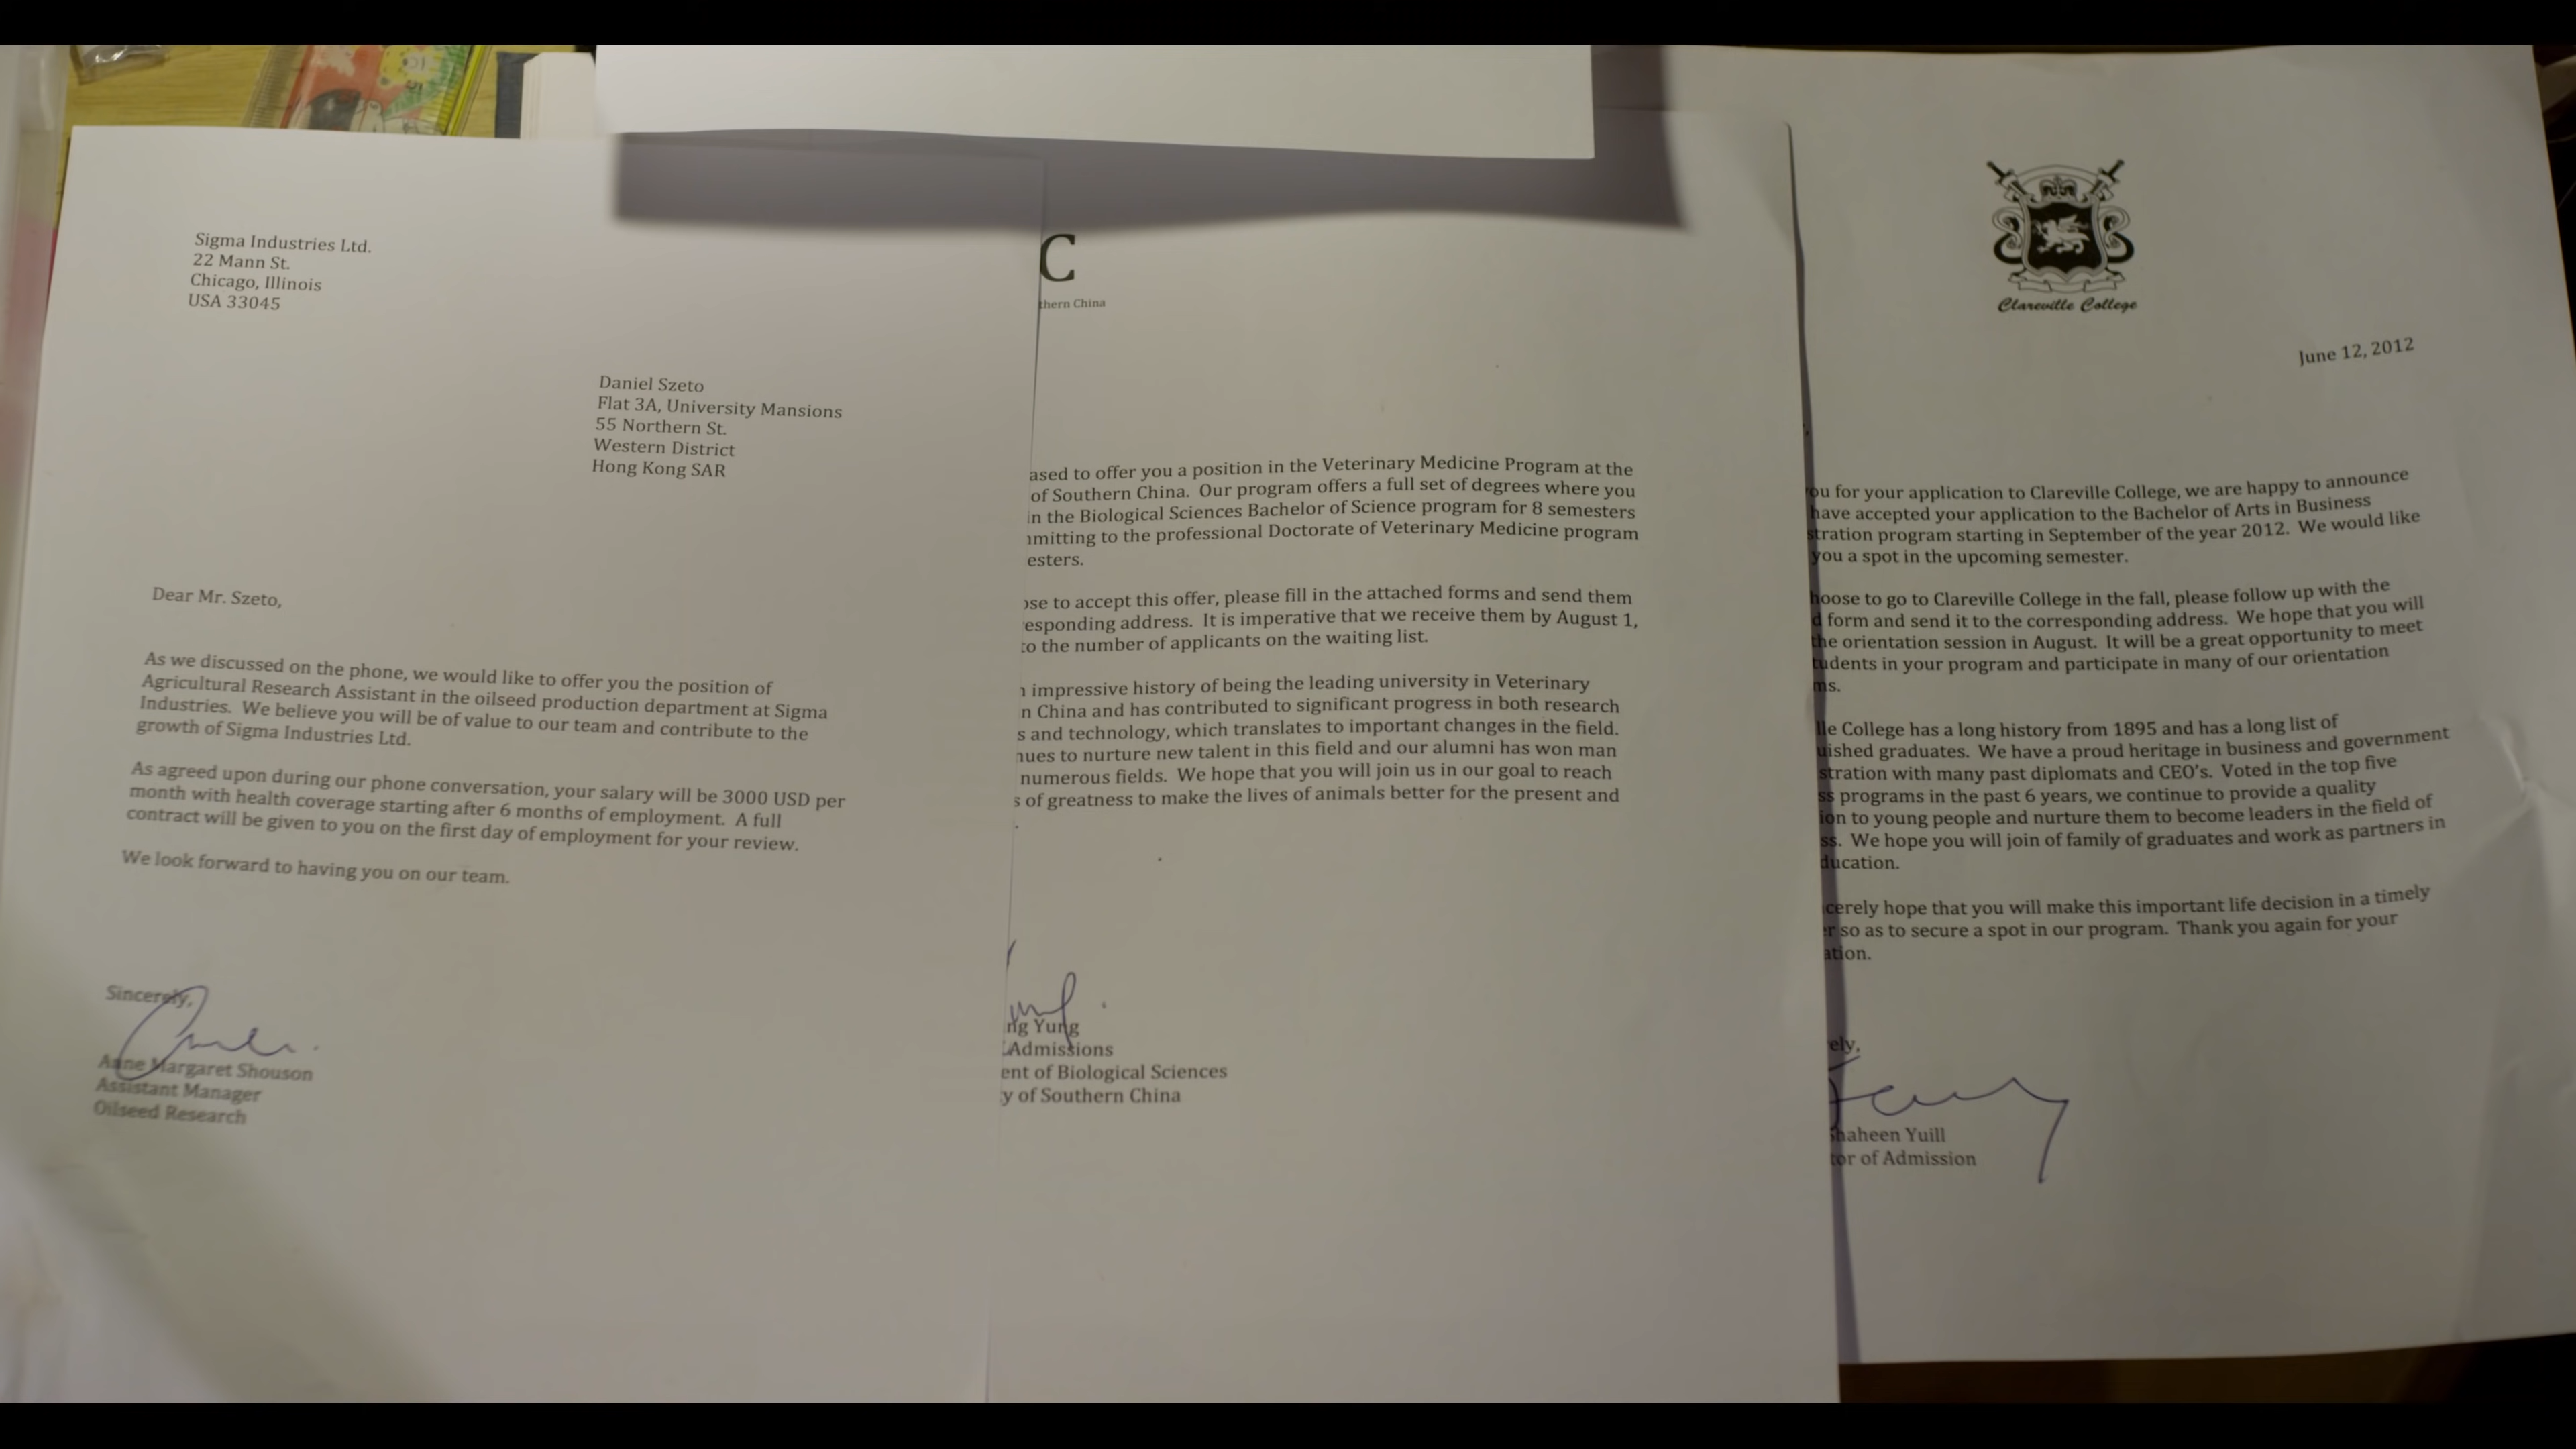 Sigma Industries Ltd.
22 Mann St.
Chicago, Illinois
USA 33045
Daniel Szeto
Flat 3A, University Mansions
55 Northern St.
Western District
Hong Kong SAR
Dear Mr. Szeto,
As we discussed on the phone, we would like to offer you the position of
Agricultural Research Assistant in the oilseed production department at Sigma
Industries. We believe you will be of value to our team and contribute to the
growth of Sigma Industries Ltd.
As agreed upon during our phone conversation, your salary will be 3000 USD per
month with health coverage starting after 6 months of employment. A full
contract will be given to you on the first day of employment for your review.
We look forward to having you on our team.
Sincerely,
Anne Margaret Shouson
Assistant Manager
Oilseed Research
C
thern China
ased to offer you a position in the Veterinary Medicine Program at the
of Southern China. Our program offers a full set of degrees where you
in the Biological Sciences Bachelor of Science program for 8 semesters
mmitting to the professional Doctorate of Veterinary Medicine program
esters.
ose to accept this offer, please fill in the attached forms and send them
responding address. It is imperative that we receive them by August 1,
to the number of applicants on the waiting list.
n impressive history of being the leading university in Veterinary
n China and has contributed to significant progress in both research
s and technology, which translates to important changes in the field.
nues to nurture new talent in this field and our alumni has won man
numerous fields. We hope that you will join us in our goal to reach
s of greatness to make the lives of animals better for the present and
ng Yung
Admissions
ent of Biological Sciences
y of Southern China
Clareville College
June 12, 2012
ou for your application to Clareville College, we are happy to announce
have accepted your application to the Bachelor of Arts in Business
stration program starting in September of the year 2012. We would like
you a spot in the upcoming semester.
hoose to go to Clareville College in the fall, please follow up with the
d form and send it to the corresponding address. We hope that you will
the orientation session in August. It will be a great opportunity to meet
tudents in your program and participate in many of our orientation
ms.
lle College has a long history from 1895 and has a long list of
uished graduates. We have a proud heritage in business and government
stration with many past diplomats and CEO's. Voted in the top five
ss programs in the past 6 years, we continue to provide a quality
ion to young people and nurture them to become leaders in the field of
ss. We hope you will join of family of graduates and work as partners in
ducation.
cerely hope that you will make this important life decision in a timely
er so as to secure a spot in our program. Thank you again for your
ation.
ely,
Shaheen Yuill
tor of Admission